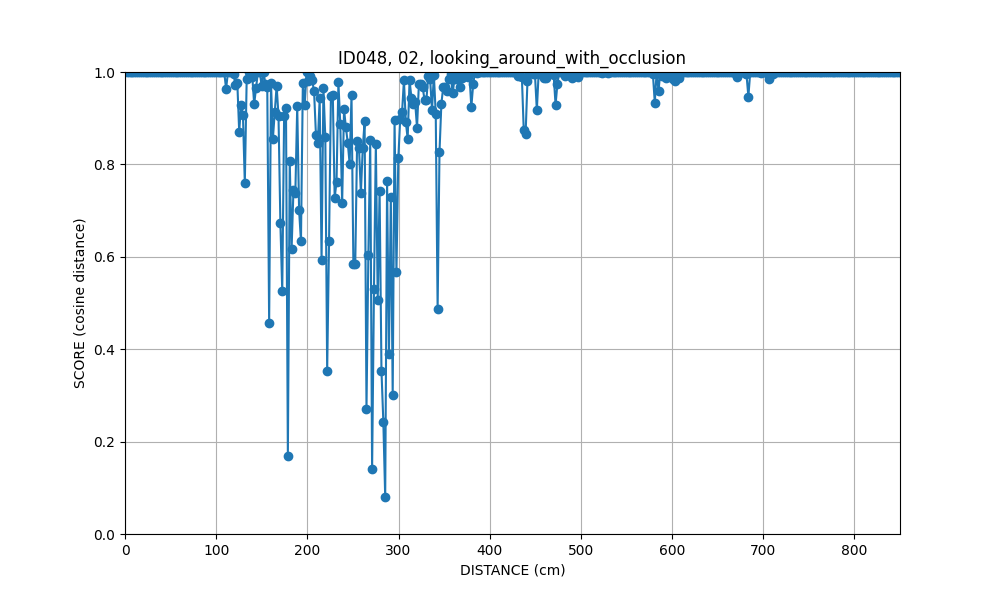 ID048, 02, looking_around_with_occlusion
SCORE (cosine distance)
1.0
0.8
0.6
0.4
0.2
0.0
0 100 200 300 400 500 600 700 800
DISTANCE (cm)